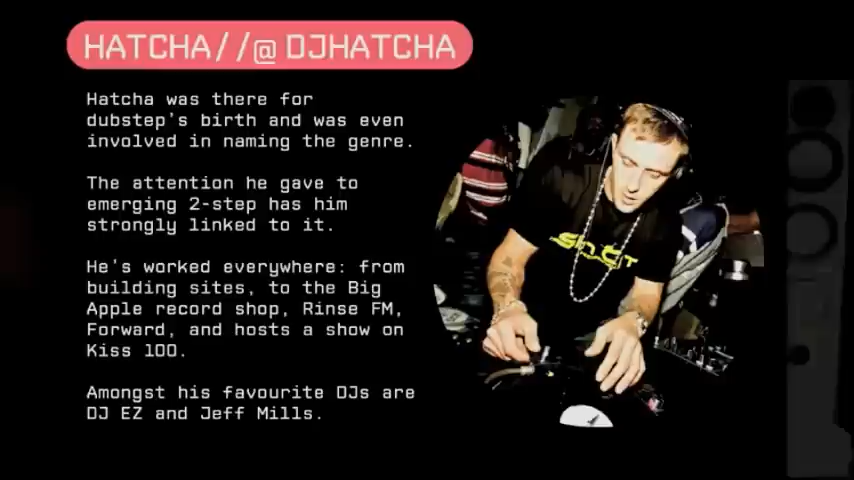 HATCHA//@DJHATCHA
Hatcha was there for
dubstep's birth and was even
involved in naming the genre.
The attention he gave to
emerging 2-step has him
strongly linked to it.
He's worked everywhere: from
building sites, to the Big
Apple record shop, Rinse FM,
Forward, and hosts a show on
Kiss 100.
Amongst his favourite DJs are
DJ EZ and Jeff Mills.